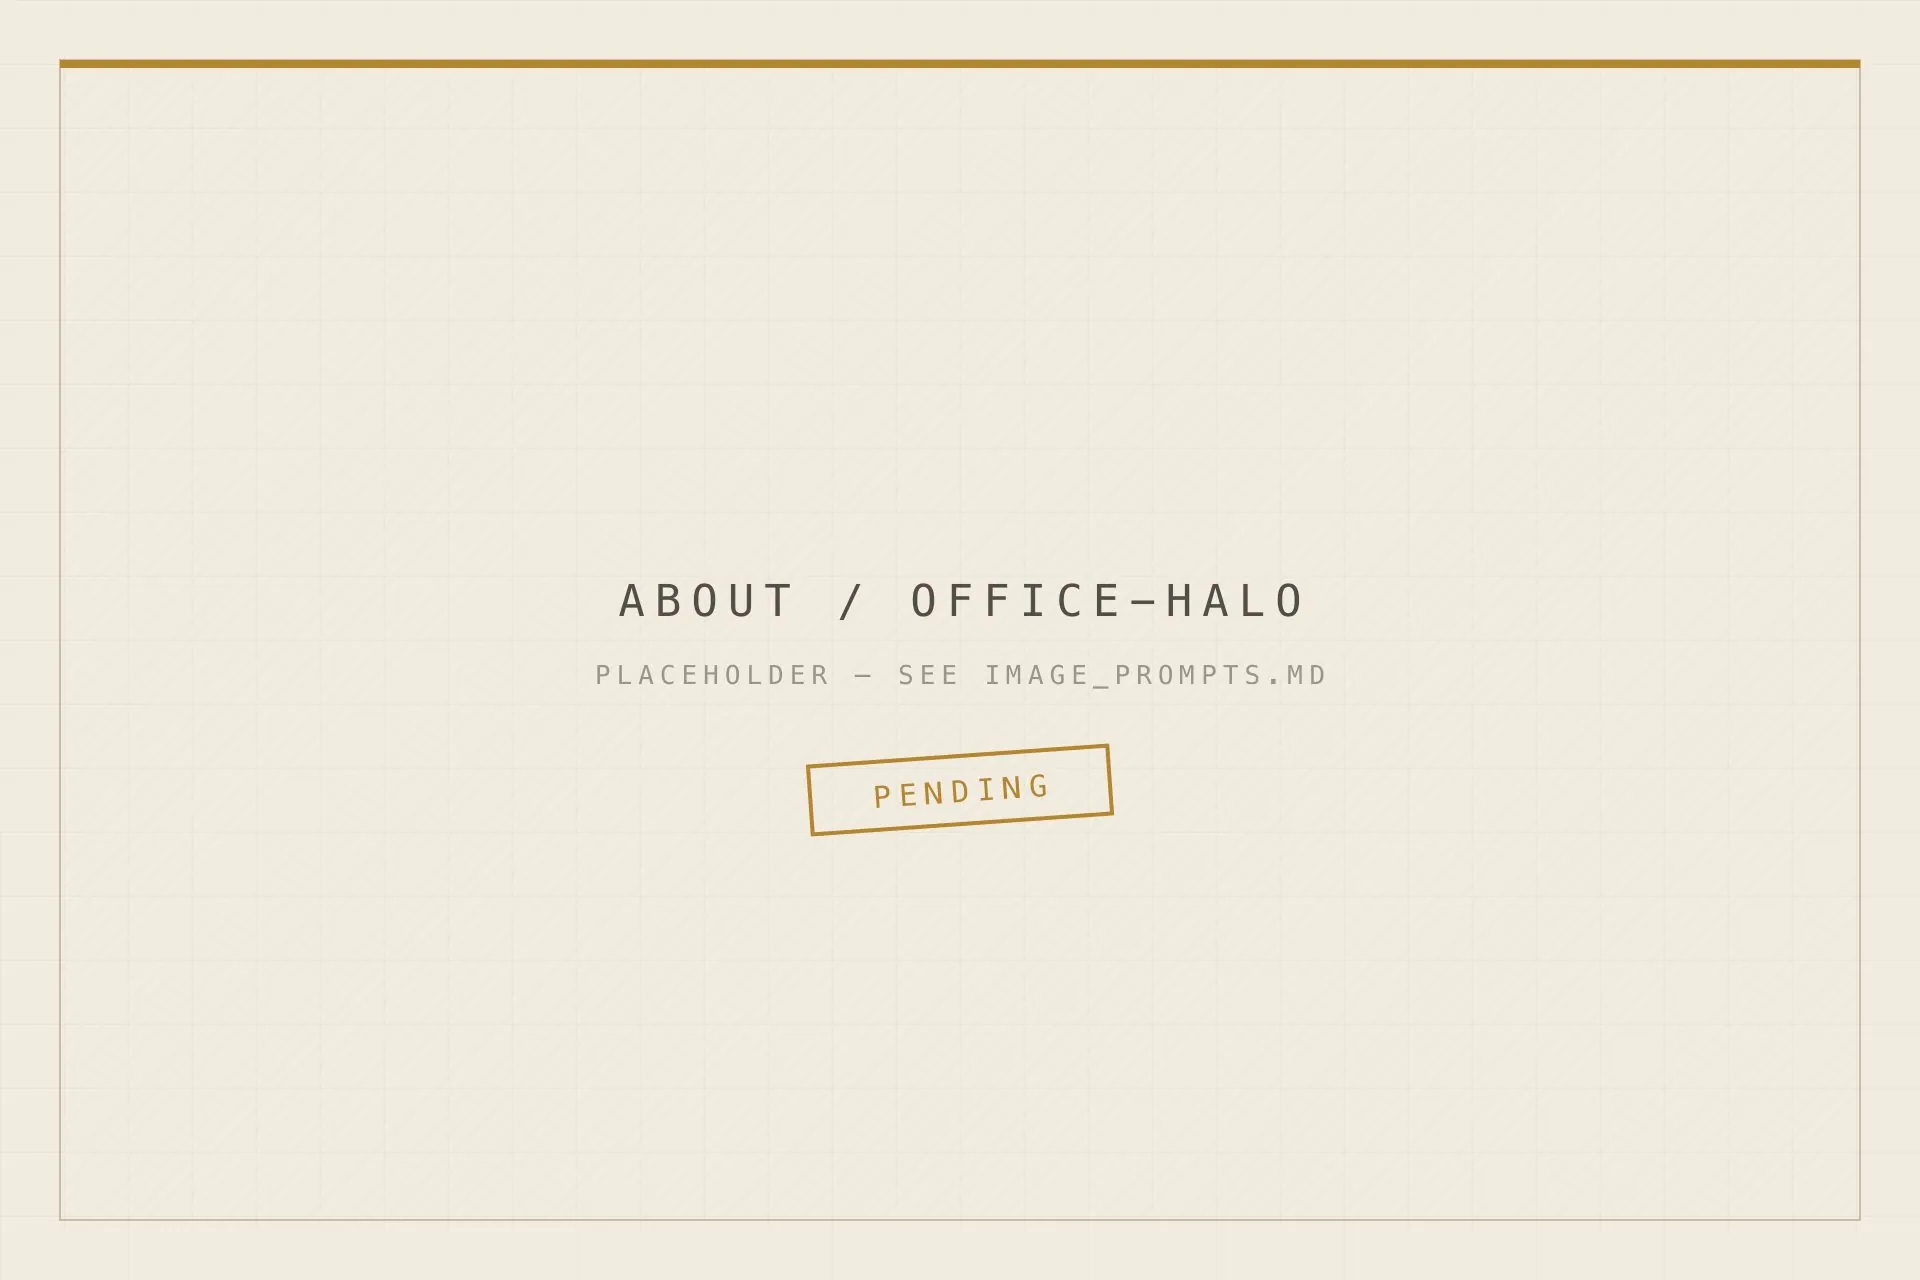 ABOUT / OFFICE–HALO
PLACEHOLDER — SEE IMAGE_PROMPTS.MD
PENDING